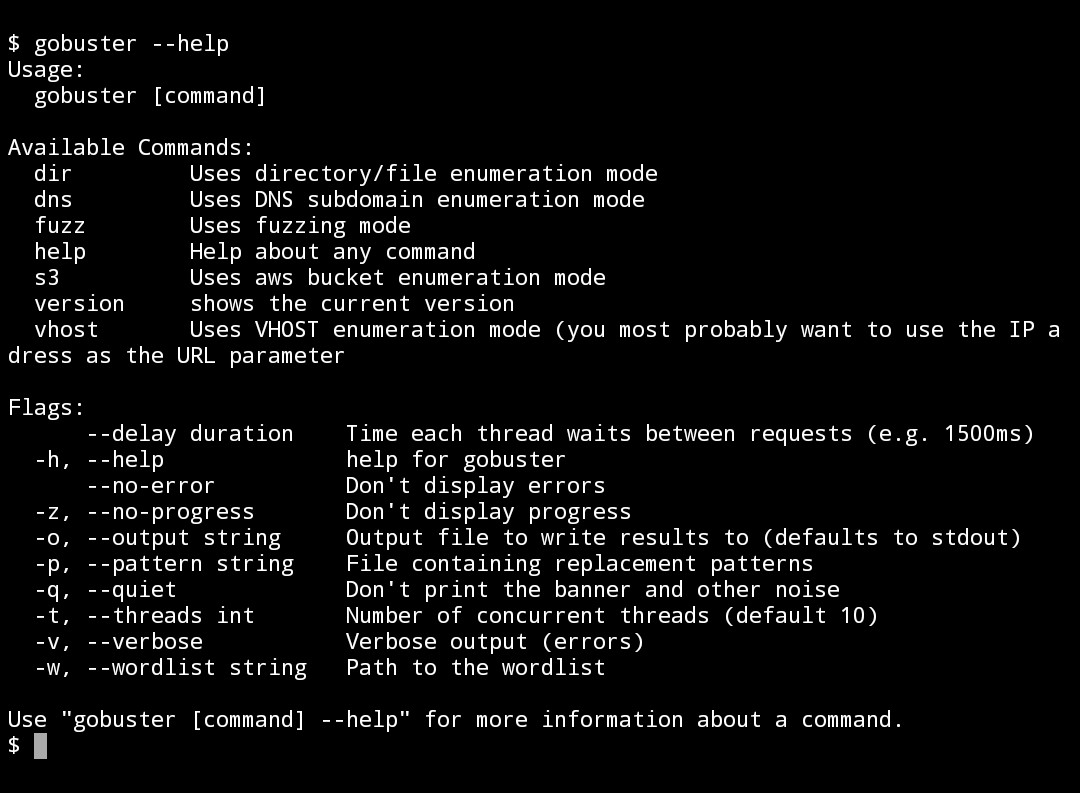 $ gobuster --help
Usage:
  gobuster [command]

Available Commands:
  dir         Uses directory/file enumeration mode
  dns         Uses DNS subdomain enumeration mode
  fuzz        Uses fuzzing mode
  help        Help about any command
  s3          Uses aws bucket enumeration mode
  version     shows the current version
  vhost       Uses VHOST enumeration mode (you most probably want to use the IP a
dress as the URL parameter

Flags:
      --delay duration    Time each thread waits between requests (e.g. 1500ms)
  -h, --help              help for gobuster
      --no-error          Don't display errors
  -z, --no-progress       Don't display progress
  -o, --output string     Output file to write results to (defaults to stdout)
  -p, --pattern string    File containing replacement patterns
  -q, --quiet             Don't print the banner and other noise
  -t, --threads int       Number of concurrent threads (default 10)
  -v, --verbose           Verbose output (errors)
  -w, --wordlist string   Path to the wordlist

Use "gobuster [command] --help" for more information about a command.
$